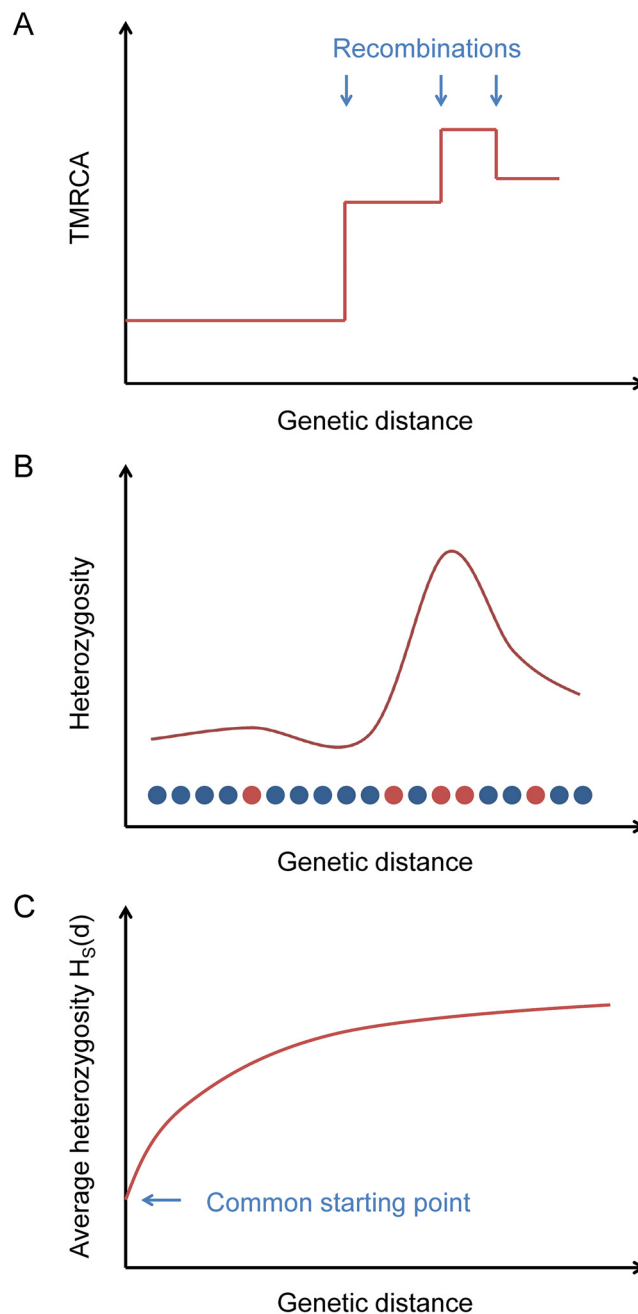 A
Recombinations
TMRCA
Genetic distance
B
Heterozygosity
Genetic distance
C
Average heterozygosity H_S(d)
Common starting point
Genetic distance